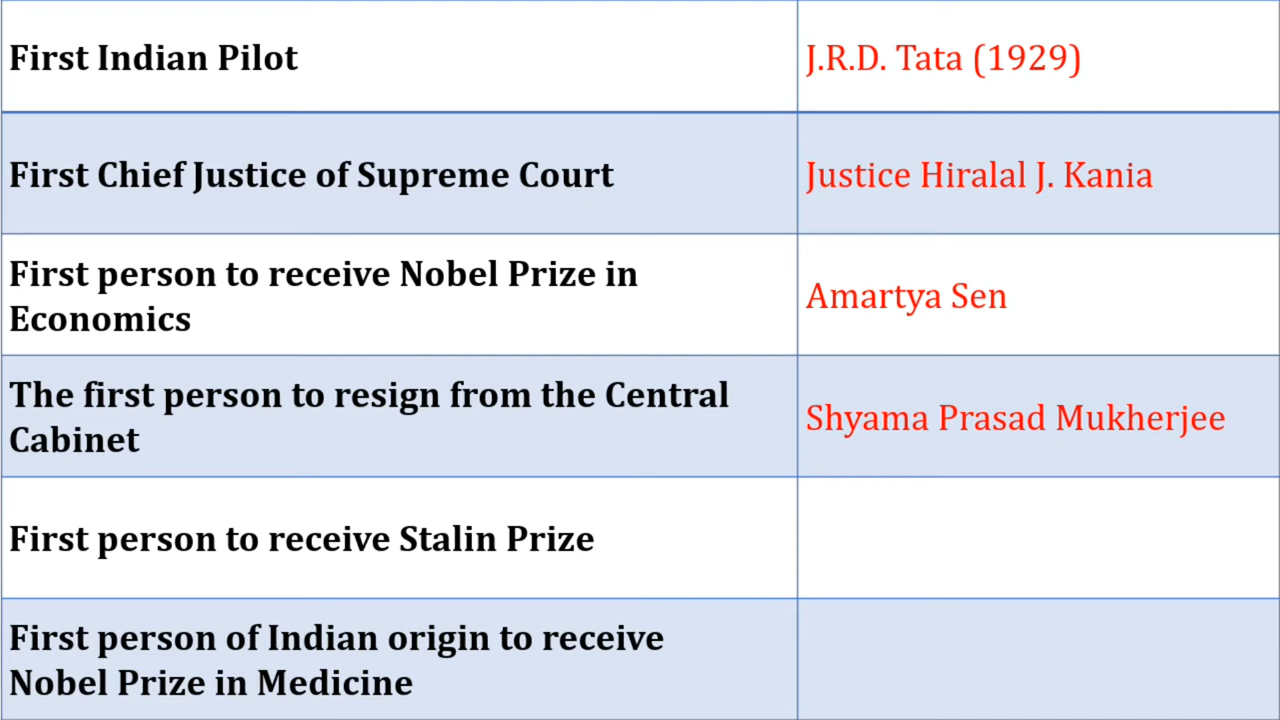 First Indian Pilot
J.R.D. Tata (1929)
First Chief Justice of Supreme Court
Justice Hiralal J. Kania
First person to receive Nobel Prize in
Economics
Amartya Sen
The first person to resign from the Central
Cabinet
Shyama Prasad Mukherjee
First person to receive Stalin Prize
First person of Indian origin to receive
Nobel Prize in Medicine